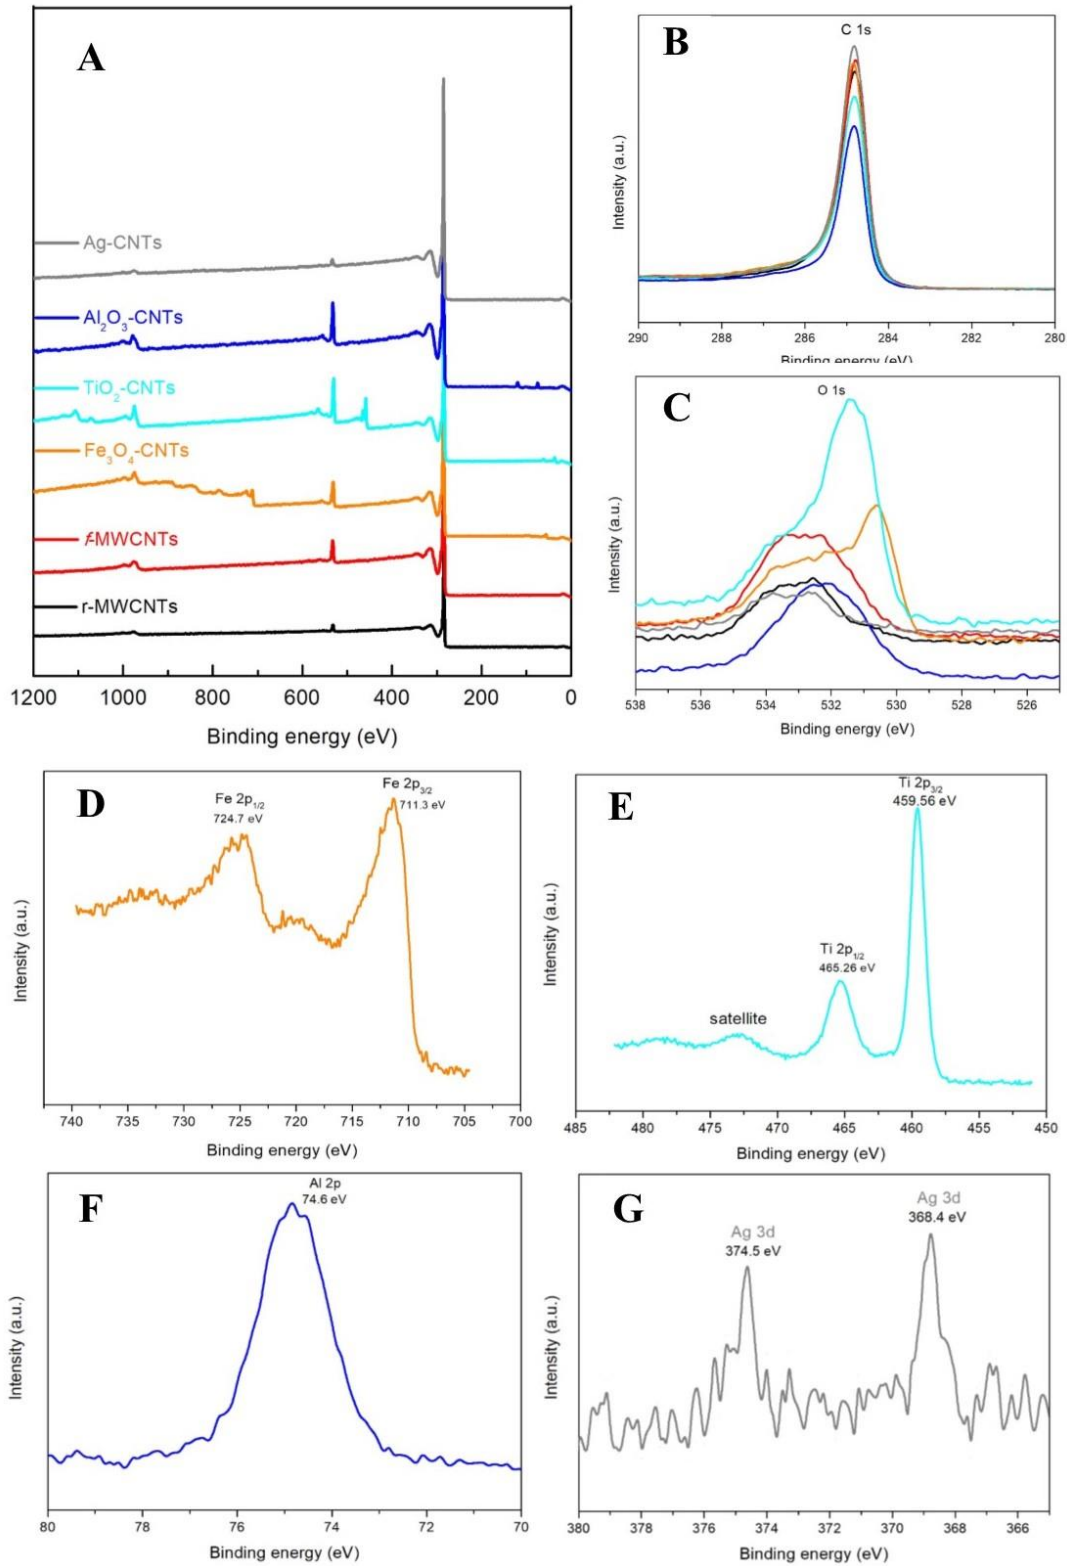 A
Ag-CNTs
Al₂O₃-CNTs
TiO₂-CNTs
Fe₃O₄-CNTs
f-MWCNTs
r-MWCNTs
1200 1000 800 600 400 200 0
Binding energy (eV)
B
C 1s
Intensity (a.u.)
290 288 286 284 282 280
Binding energy (eV)
C
O 1s
Intensity (a.u.)
538 536 534 532 530 528 526
Binding energy (eV)
D
Fe 2p₁/₂
724.7 eV
Fe 2p₃/₂
711.3 eV
Intensity (a.u.)
740 735 730 725 720 715 710 705 700
Binding energy (eV)
E
Ti 2p₃/₂
459.56 eV
Ti 2p₁/₂
465.26 eV
satellite
Intensity (a.u.)
485 480 475 470 465 460 455 450
Binding energy (eV)
F
Al 2p
74.6 eV
Intensity (a.u.)
80 78 76 74 72 70
Binding energy (eV)
G
Ag 3d
374.5 eV
Ag 3d
368.4 eV
Intensity (a.u.)
380 378 376 374 372 370 368 366
Binding energy (eV)